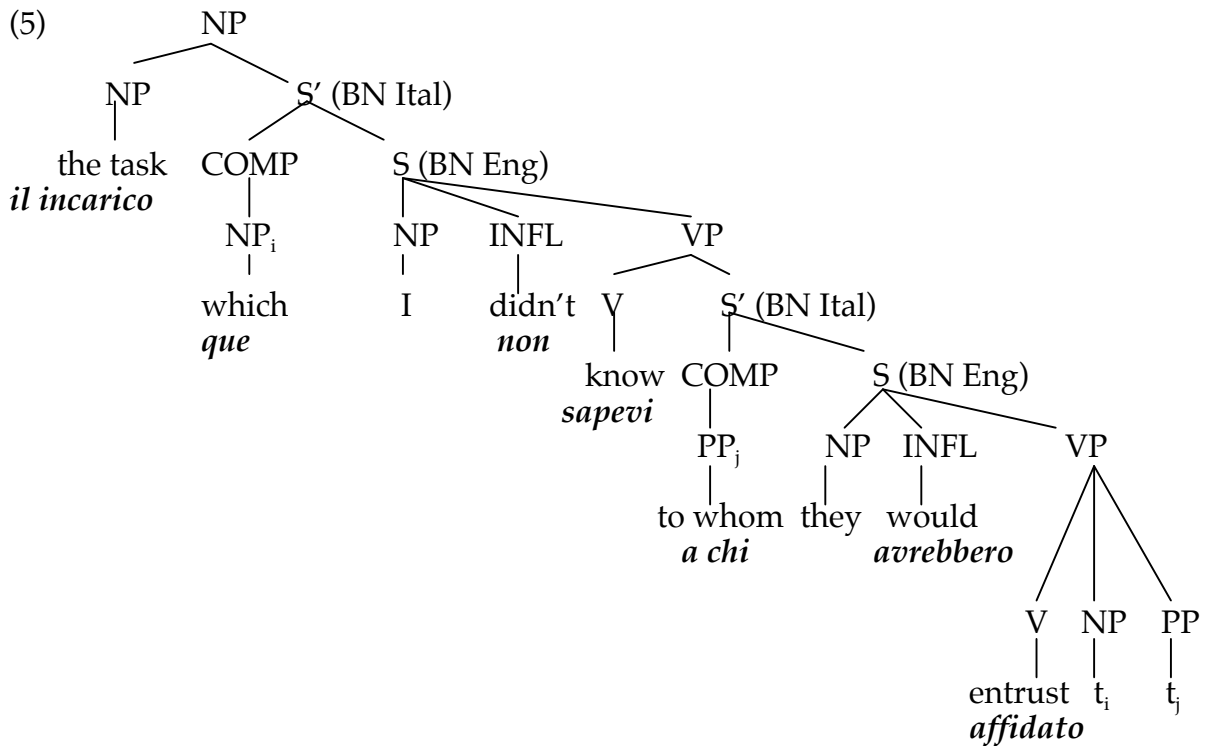 (5) NP
NP S' (BN Ital)
the task COMP S (BN Eng)
il incarico
NPi NP INFL VP
which I didn't V S' (BN Ital)
que non
know COMP S (BN Eng)
sapevi
PPj NP INFL VP
to whom they would
a chi avrebbero
V NP PP
entrust ti tj
affidato